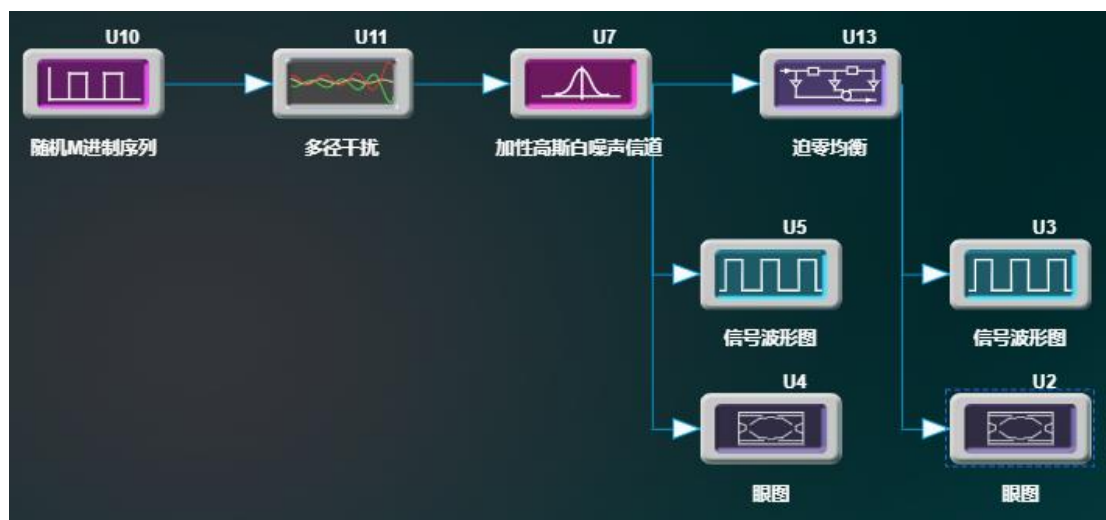 U10
U11
U7
U13
随机M进制序列
多径干扰
加性高斯白噪声信道
迫零均衡
U5
U3
信号波形图
信号波形图
U4
U2
眼图
眼图